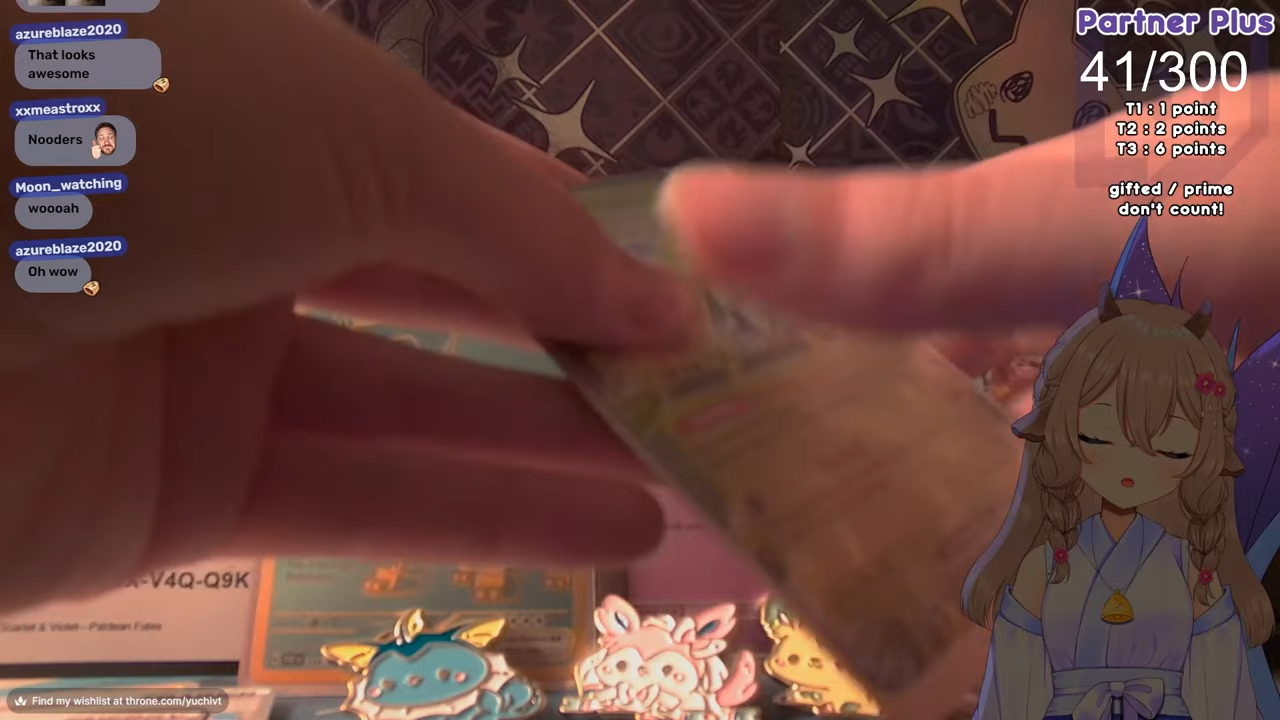 azureblaze2020
That looks
awesome
xxmeastroxx
Nooders
Moon_watching
woooah
azureblaze2020
Oh wow
Partner Plus
41/300
T1 : 1 point
T2 : 2 points
T3 : 6 points
gifted / prime
don't count!
-V4Q-Q9K
Scarlet & Violet—Paldean Fates
Find my wishlist at throne.com/yuchivt